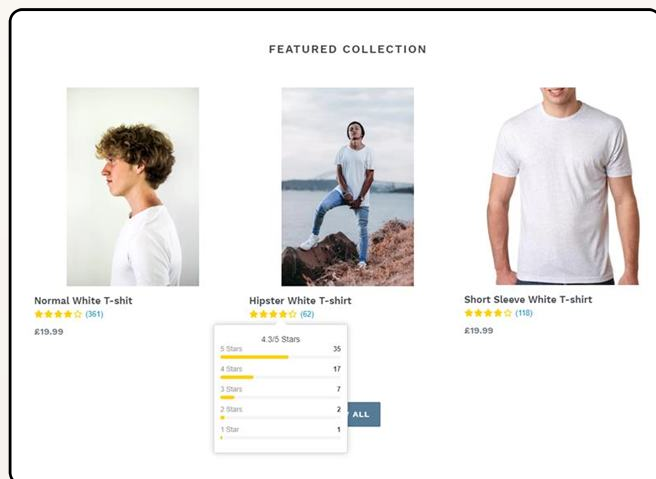 FEATURED COLLECTION
Normal White T-shit
(361)
£19.99
Hipster White T-shirt
(62)
Short Sleeve White T-shirt
(118)
£19.99
4.3/5 Stars
5 Stars 35
4 Stars 17
3 Stars 7
2 Stars 2
1 Star 1
ALL